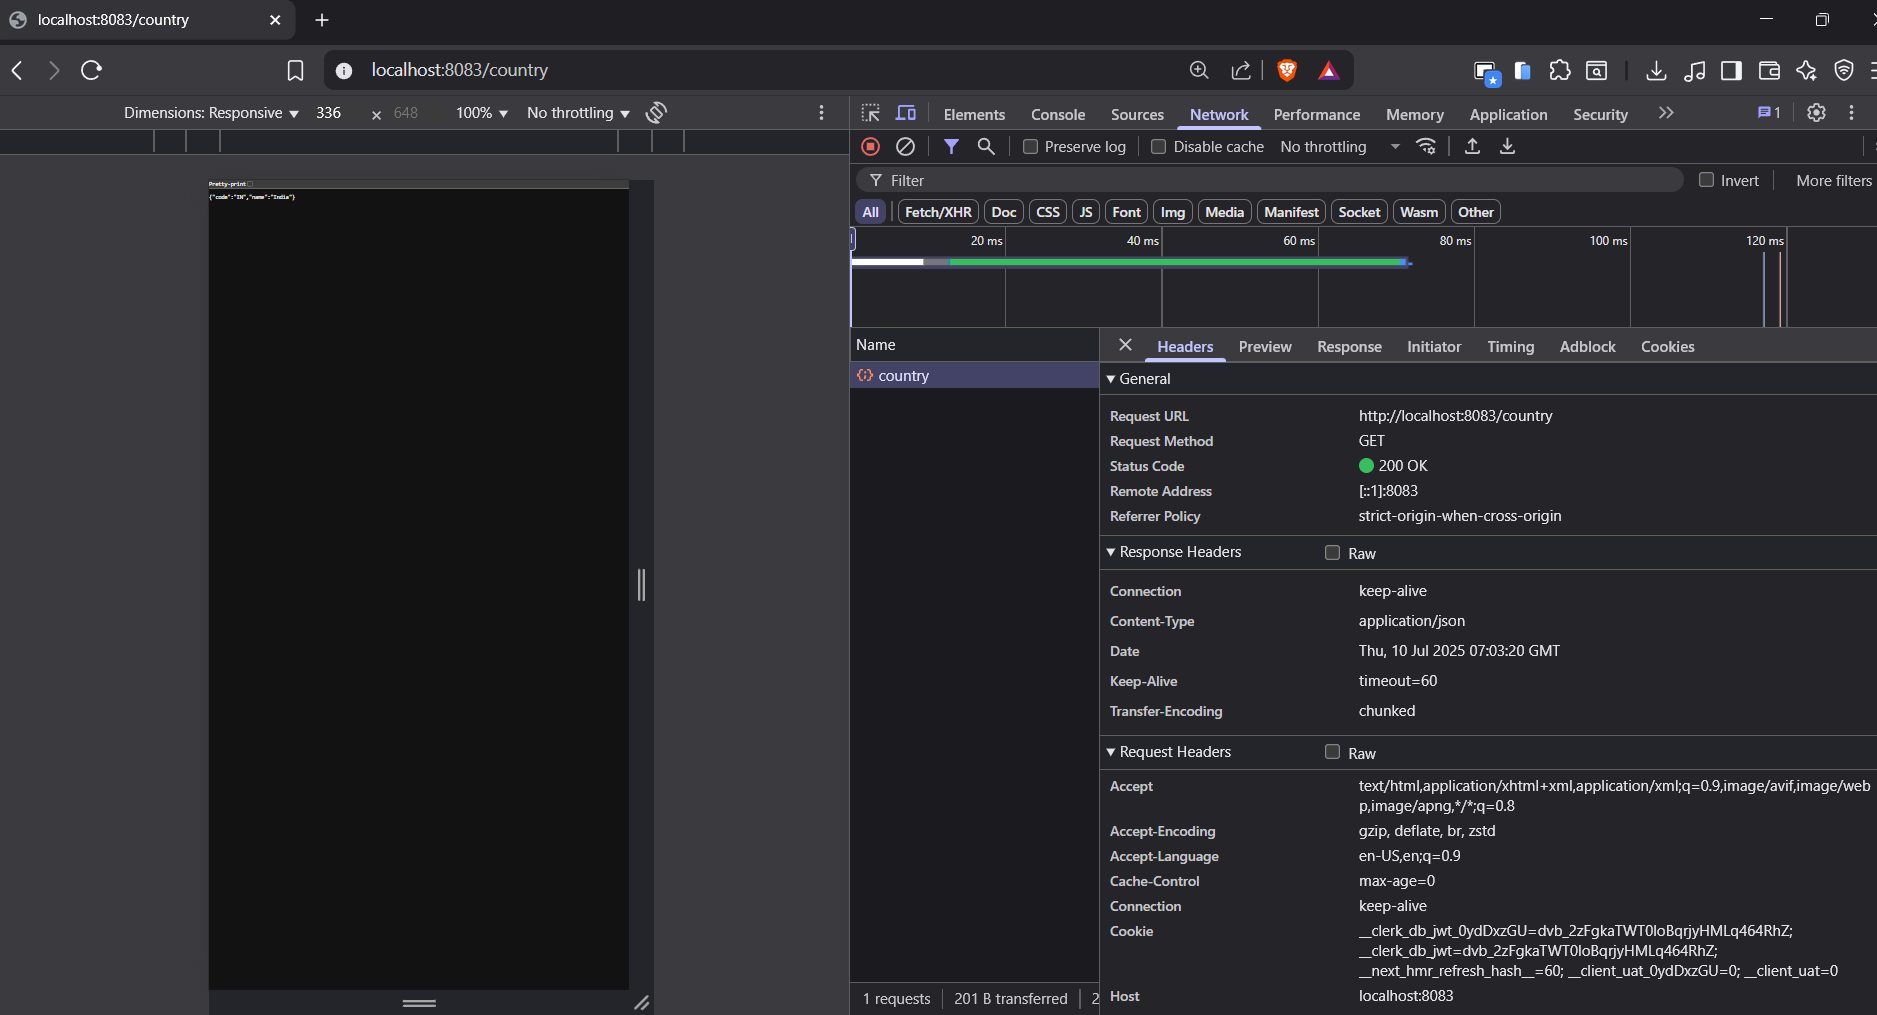 localhost:8083/country
localhost:8083/country
Dimensions: Responsive 336 × 648 100% No throttling
Elements Console Sources Network Performance Memory Application Security 1
Preserve log Disable cache No throttling
Filter Invert More filters
All Fetch/XHR Doc CSS JS Font Img Media Manifest Socket Wasm Other
20 ms 40 ms 60 ms 80 ms 100 ms 120 ms
Pretty-print
{"code":"IN","name":"India"}
Name
country
Headers Preview Response Initiator Timing Adblock Cookies
General
Request URL http://localhost:8083/country
Request Method GET
Status Code 200 OK
Remote Address [::1]:8083
Referrer Policy strict-origin-when-cross-origin
Response Headers Raw
Connection keep-alive
Content-Type application/json
Date Thu, 10 Jul 2025 07:03:20 GMT
Keep-Alive timeout=60
Transfer-Encoding chunked
Request Headers Raw
Accept text/html,application/xhtml+xml,application/xml;q=0.9,image/avif,image/web
p,image/apng,*/*;q=0.8
Accept-Encoding gzip, deflate, br, zstd
Accept-Language en-US,en;q=0.9
Cache-Control max-age=0
Connection keep-alive
Cookie __clerk_db_jwt_0ydDxzGU=dvb_2zFgkaTWT0loBqrjyHMLq464RhZ;
__clerk_db_jwt=dvb_2zFgkaTWT0loBqrjyHMLq464RhZ;
__next_hmr_refresh_hash__=60; __client_uat_0ydDxzGU=0; __client_uat=0
Host localhost:8083
1 requests 201 B transferred 2